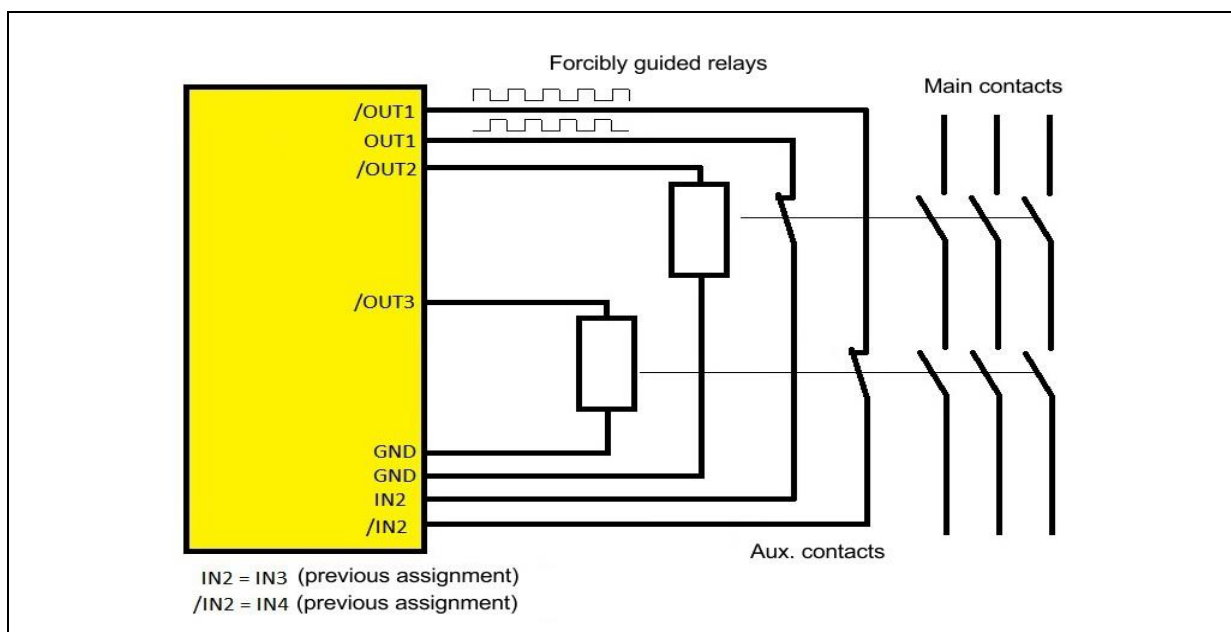 Forcibly guided relays
Main contacts
/OUT1
OUT1
/OUT2
/OUT3
GND
GND
IN2
/IN2
Aux. contacts
IN2 = IN3 (previous assignment)
/IN2 = IN4 (previous assignment)